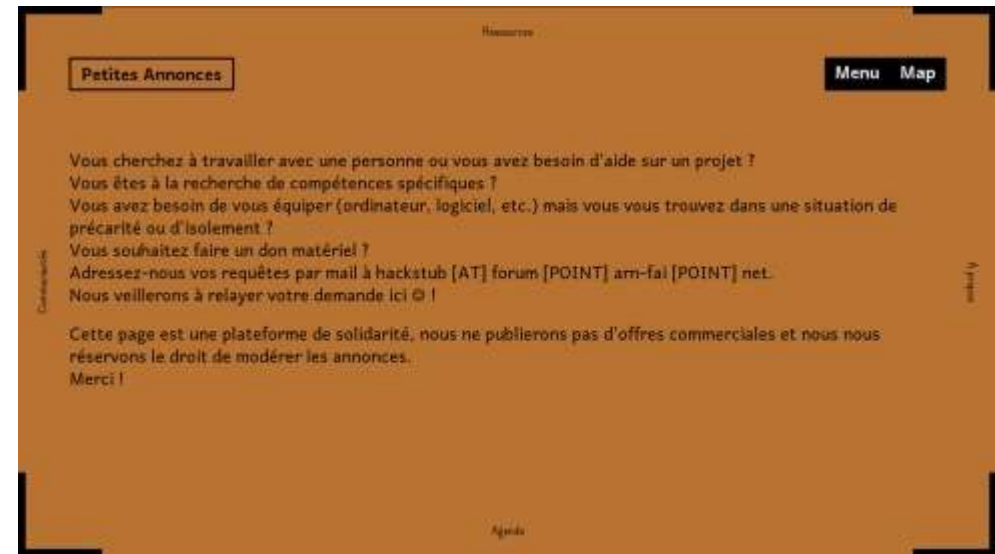 Ressources
Petites Annonces
Menu Map
Vous cherchez à travailler avec une personne ou vous avez besoin d'aide sur un projet ?
Vous êtes à la recherche de compétences spécifiques ?
Vous avez besoin de vous équiper (ordinateur, logiciel, etc.) mais vous vous trouvez dans une situation de
précarité ou d'isolement ?
Vous souhaitez faire un don matériel ?
Adressez-nous vos requêtes par mail à hackstub [AT] forum [POINT] arn-fai [POINT] net.
Nous veillerons à relayer votre demande ici ☺ !
Cette page est une plateforme de solidarité, nous ne publierons pas d'offres commerciales et nous nous
réservons le droit de modérer les annonces.
Merci !
A propos
Agenda